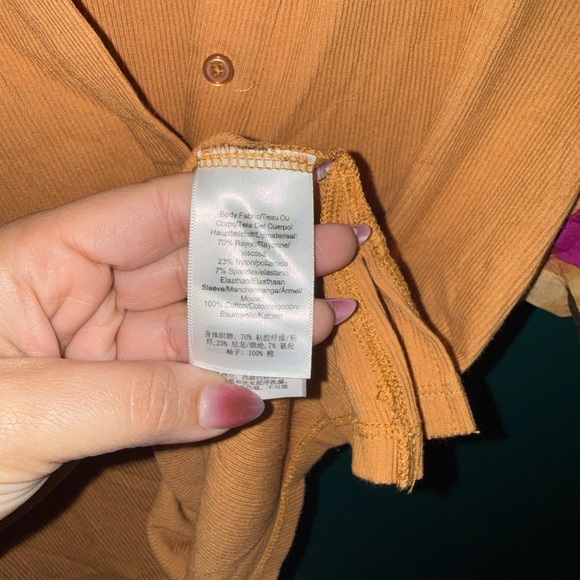 Body Fabric/Tissu Du
Corps/Tela Del Cuerpo/
Hauptteilstoff/Lijfmateriaal:
70% Rayon/Rayonne/
viscosa
23% Nylon/poliamida
7% Spandex/elastano/
Elasthan/Elasthaan
Sleeve/Manche/manga/Ärmel/
Mouw:
100% Cotton/Coton/algodón/
Baumwolle/Katoen
身体织物: 70% 粘胶纤维/粘
纤,23% 尼龙/锦纶,7% 氨纶
袖子: 100% 棉